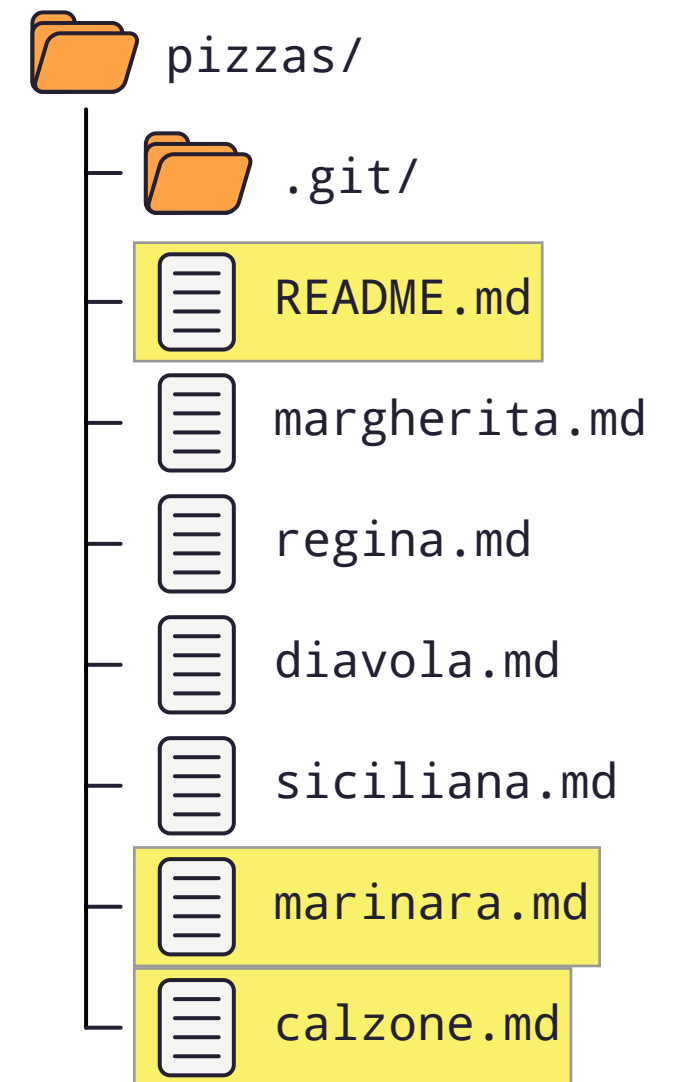 pizzas/
.git/
README.md
margherita.md
regina.md
diavola.md
siciliana.md
marinara.md
calzone.md